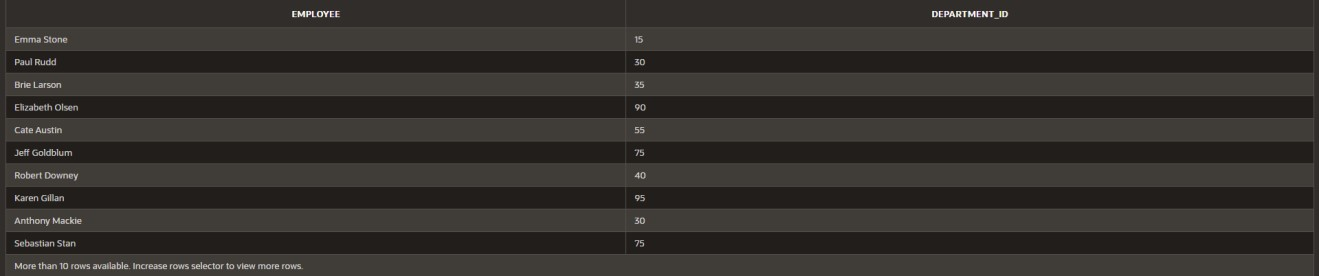 EMPLOYEE DEPARTMENT_ID
Emma Stone 15
Paul Rudd 30
Brie Larson 35
Elizabeth Olsen 90
Cate Austin 55
Jeff Goldblum 75
Robert Downey 40
Karen Gillan 95
Anthony Mackie 30
Sebastian Stan 75
More than 10 rows available. Increase rows selector to view more rows.